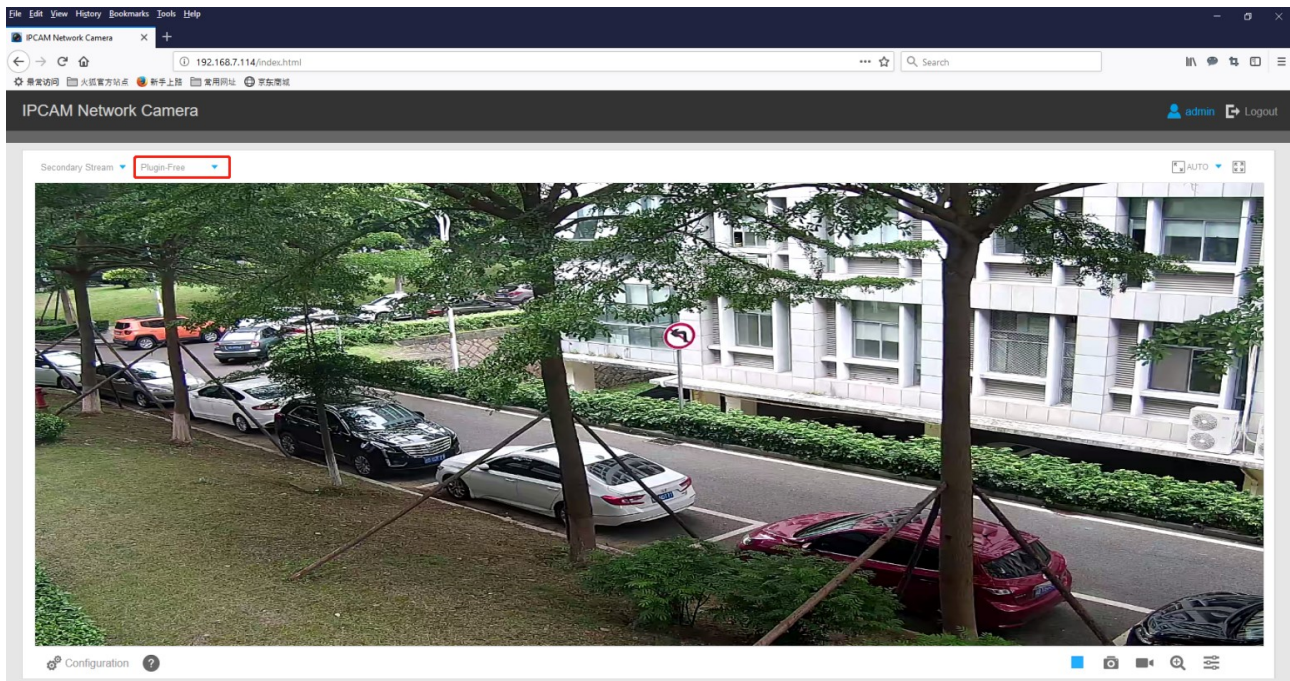 File Edit View History Bookmarks Tools Help
IPCAM Network Camera
192.168.7.114/index.html
Search
最常访问 火狐官方站点 新手上路 常用网址 京东商城
IPCAM Network Camera
admin Logout
Secondary Stream Plugin-Free
AUTO
Configuration ?